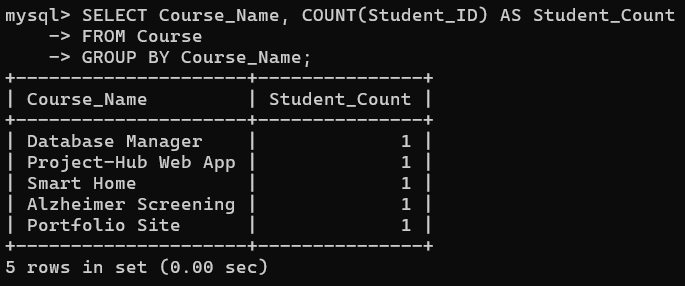 mysql> SELECT Course_Name, COUNT(Student_ID) AS Student_Count
    -> FROM Course
    -> GROUP BY Course_Name;
+---------------------+---------------+
| Course_Name         | Student_Count |
+---------------------+---------------+
| Database Manager    |             1 |
| Project-Hub Web App |             1 |
| Smart Home          |             1 |
| Alzheimer Screening |             1 |
| Portfolio Site      |             1 |
+---------------------+---------------+
5 rows in set (0.00 sec)